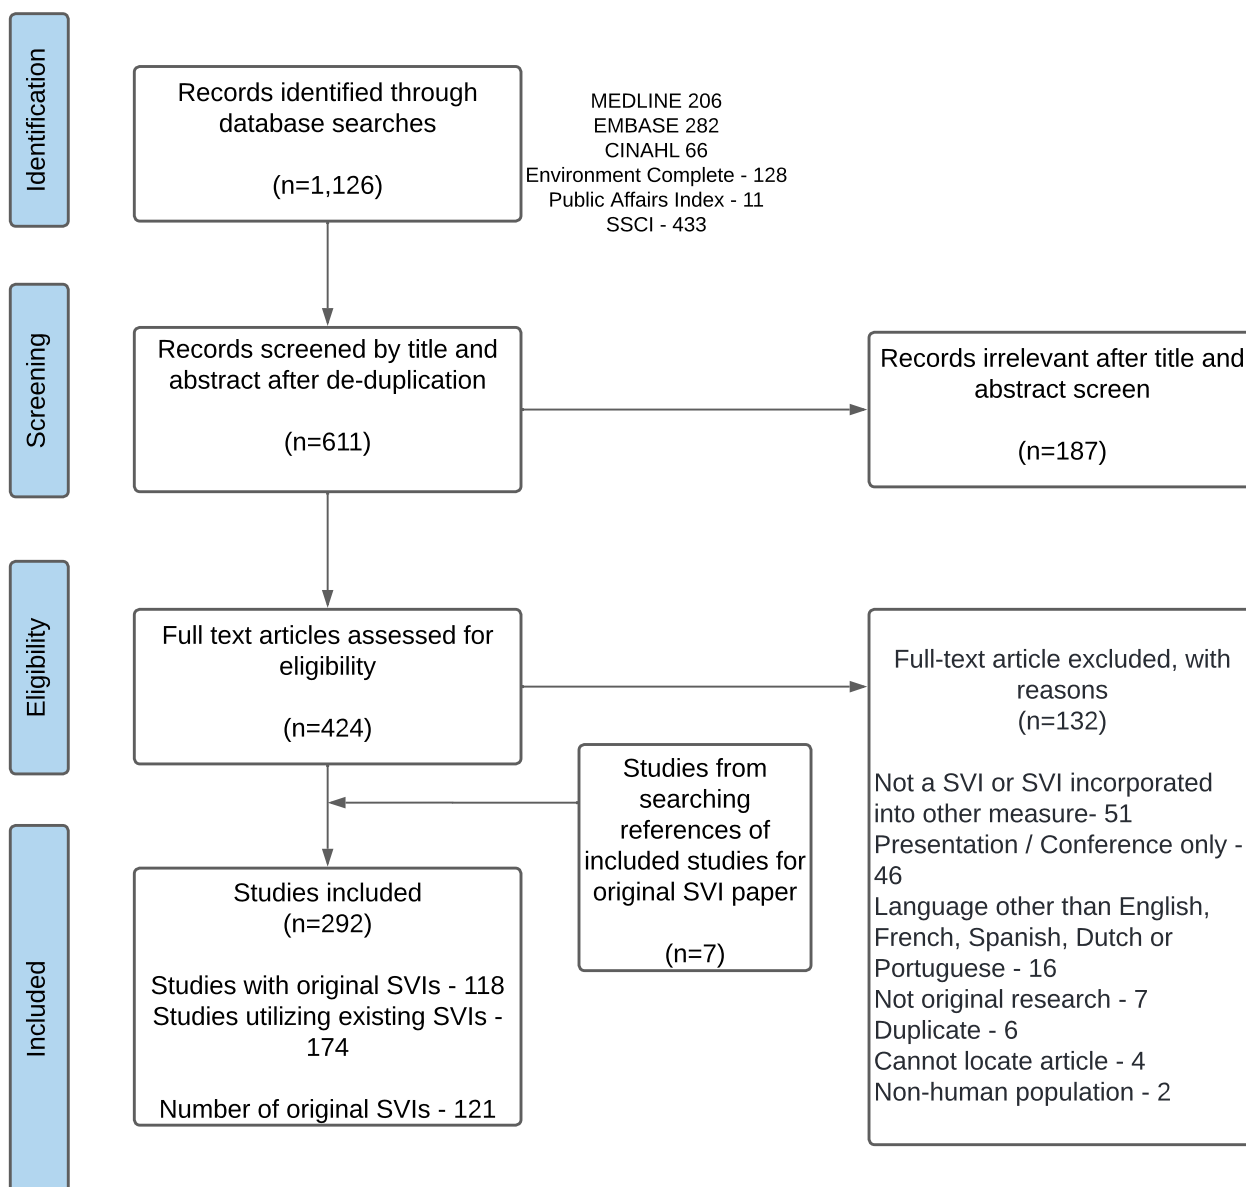 Identification
Records identified through
database searches
(n=1,126)
MEDLINE 206
EMBASE 282
CINAHL 66
Environment Complete - 128
Public Affairs Index - 11
SSCI - 433
Screening
Records screened by title and
abstract after de-duplication
(n=611)
Records irrelevant after title and
abstract screen
(n=187)
Eligibility
Full text articles assessed for
eligibility
(n=424)
Full-text article excluded, with
reasons
(n=132)
Not a SVI or SVI incorporated
into other measure- 51
Presentation / Conference only -
46
Language other than English,
French, Spanish, Dutch or
Portuguese - 16
Not original research - 7
Duplicate - 6
Cannot locate article - 4
Non-human population - 2
Studies from
searching
references of
included studies for
original SVI paper
(n=7)
Included
Studies included
(n=292)
Studies with original SVIs - 118
Studies utilizing existing SVIs -
174
Number of original SVIs - 121